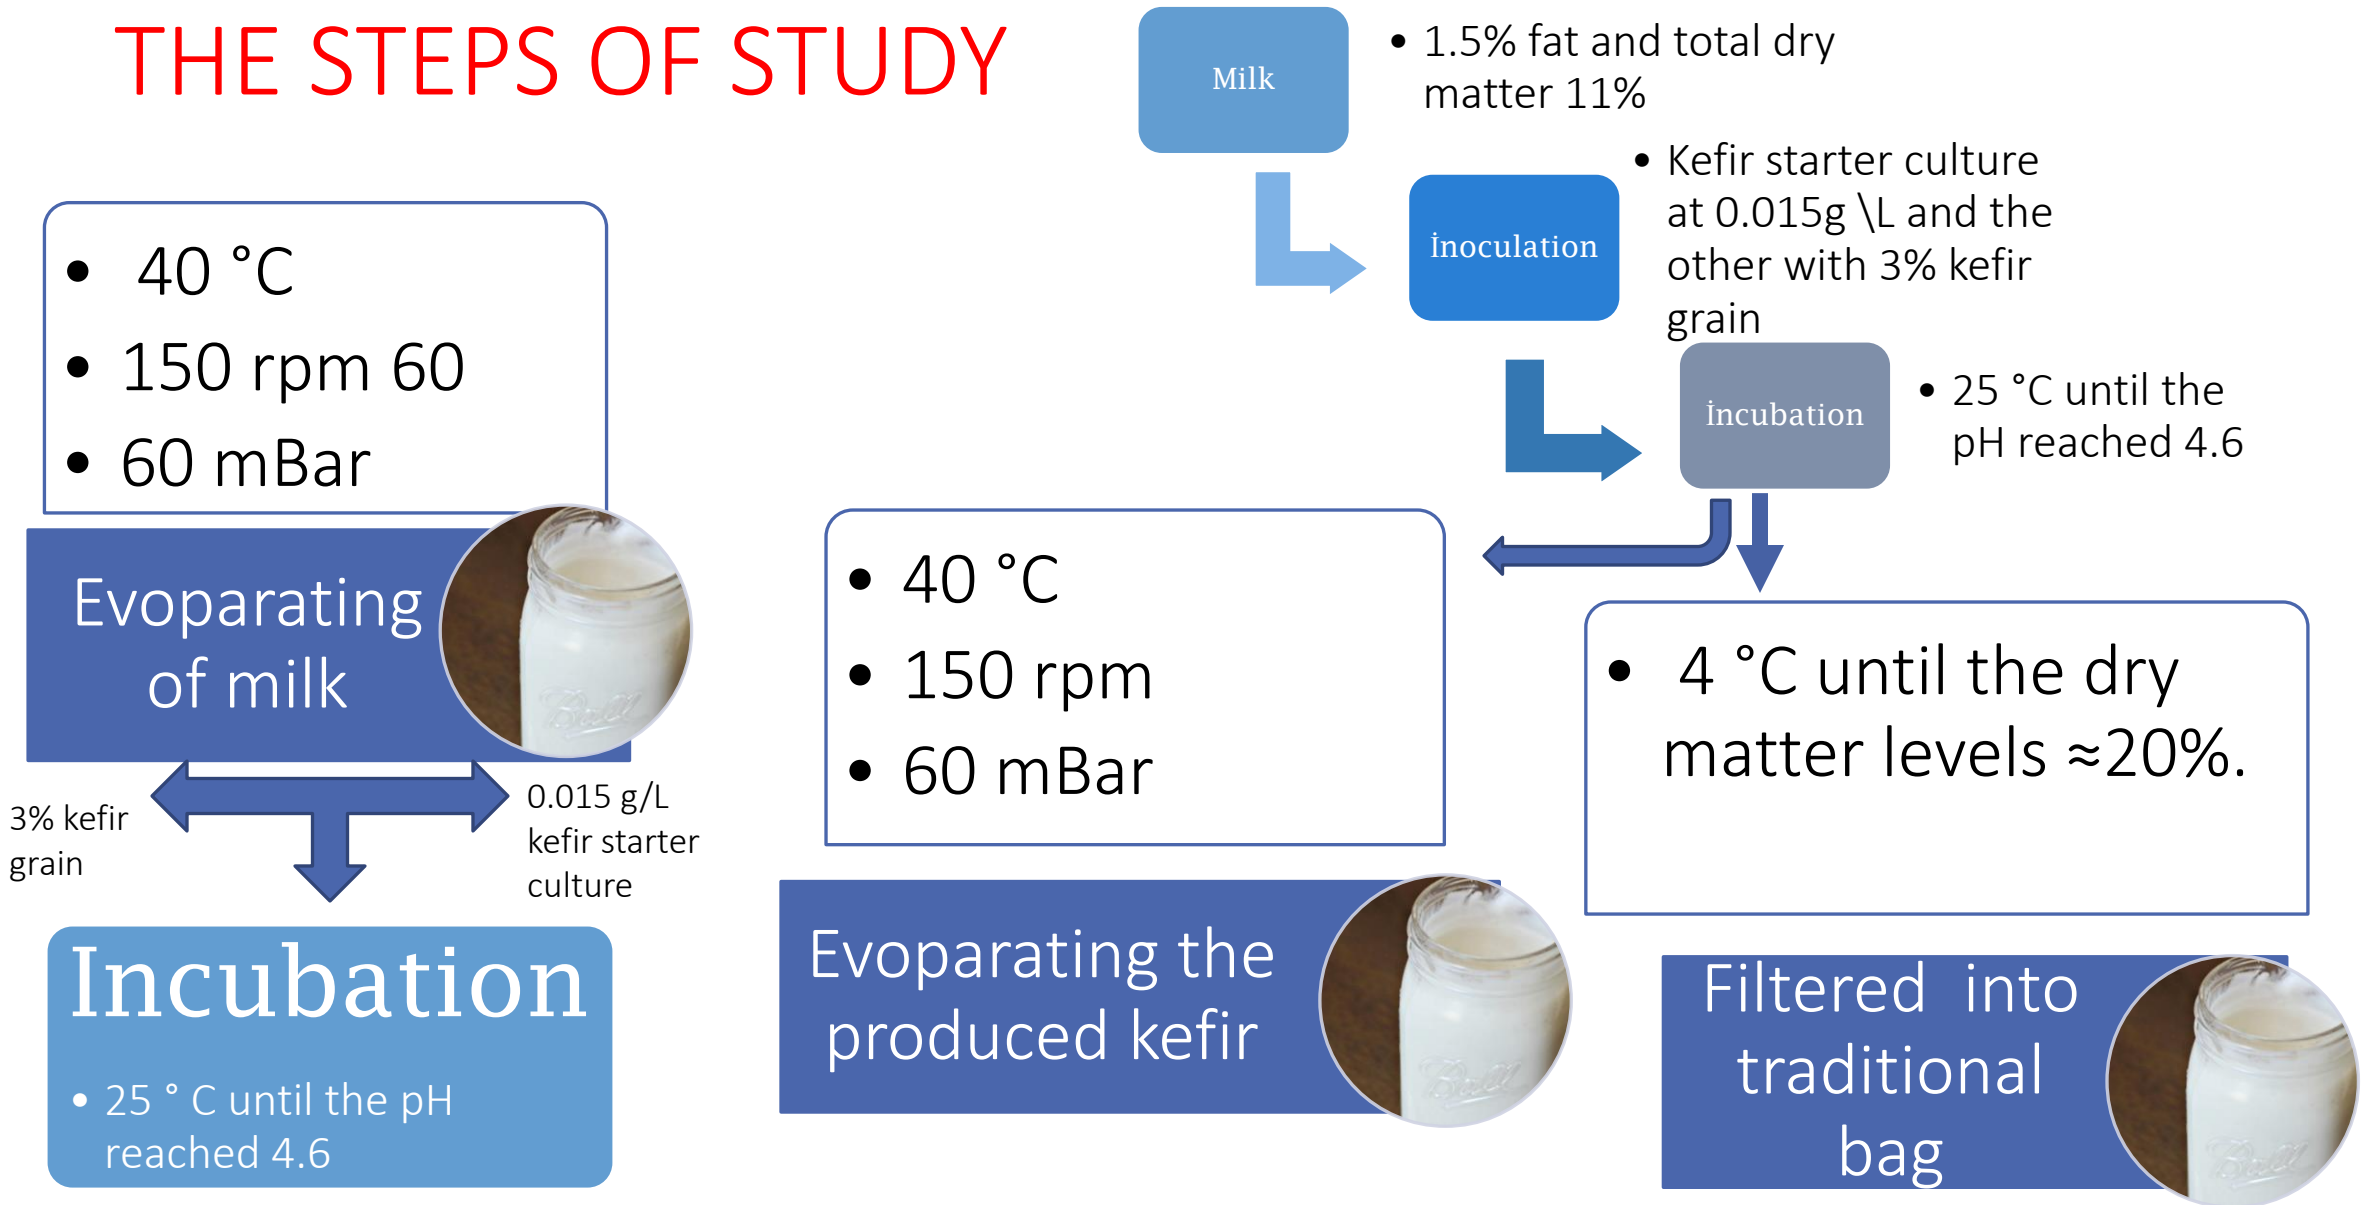 THE STEPS OF STUDY
Milk
• 1.5% fat and total dry
matter 11%
İnoculation
• Kefir starter culture
at 0.015g \L and the
other with 3% kefir
grain
İncubation
• 25 °C until the
pH reached 4.6
• 40 °C
• 150 rpm 60
• 60 mBar
Evoparating
of milk
3% kefir
grain
0.015 g/L
kefir starter
culture
Incubation
• 25 ° C until the pH
reached 4.6
• 40 °C
• 150 rpm
• 60 mBar
Evoparating the
produced kefir
• 4 °C until the dry
matter levels ≈20%.
Filtered into
traditional
bag
Ball
Ball
Ball